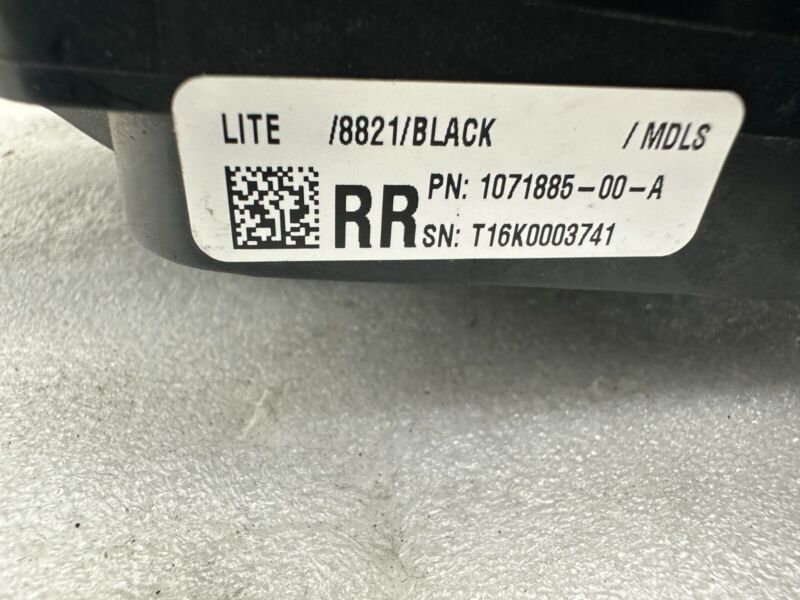 LITE /8821/BLACK /MDLS
PN: 1071885-00-A
RR SN: T16K0003741